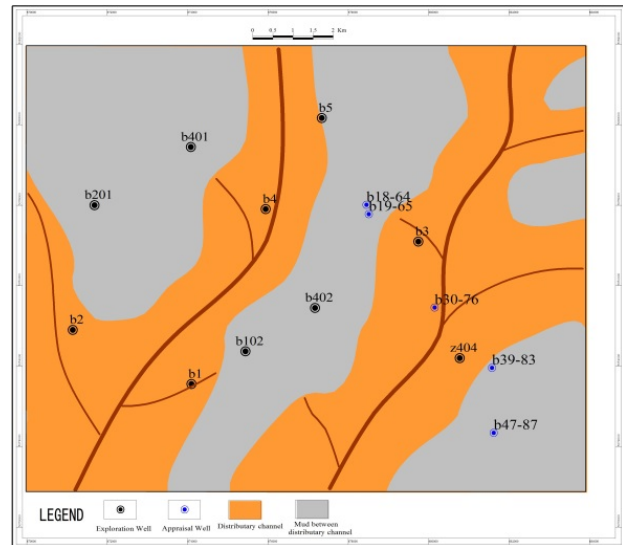 0 0.5 1 1.5 2 Km
b5
b401
b201
b18-64
b19-65
b4
b3
b402
b30-76
b2
b102
z404
b39-83
b1
b47-87
LEGEND
Exploration Well
Appraisal Well
Distributary channel
Mud between
distributary channel